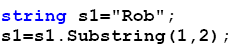 string s1="Rob";
s1=s1.Substring(1,2);